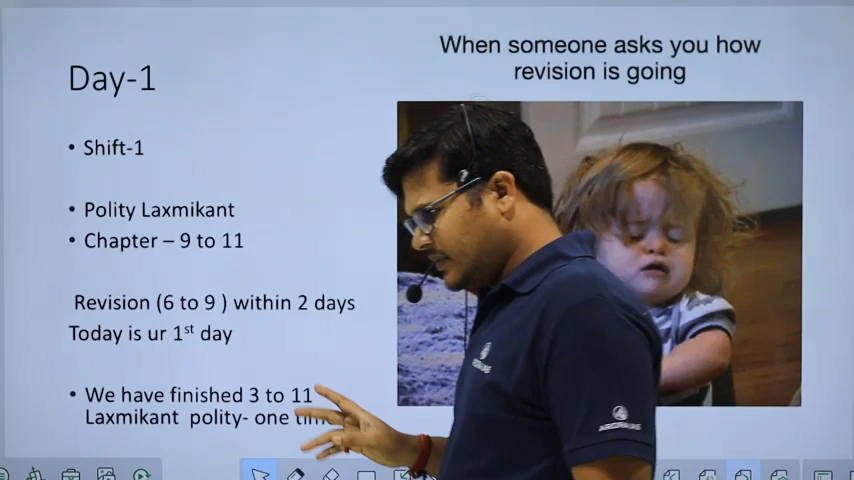 Day-1
• Shift-1
• Polity Laxmikant
• Chapter – 9 to 11
Revision (6 to 9 ) within 2 days
Today is ur 1st day
• We have finished 3 to 11
Laxmikant polity- one
When someone asks you how
revision is going